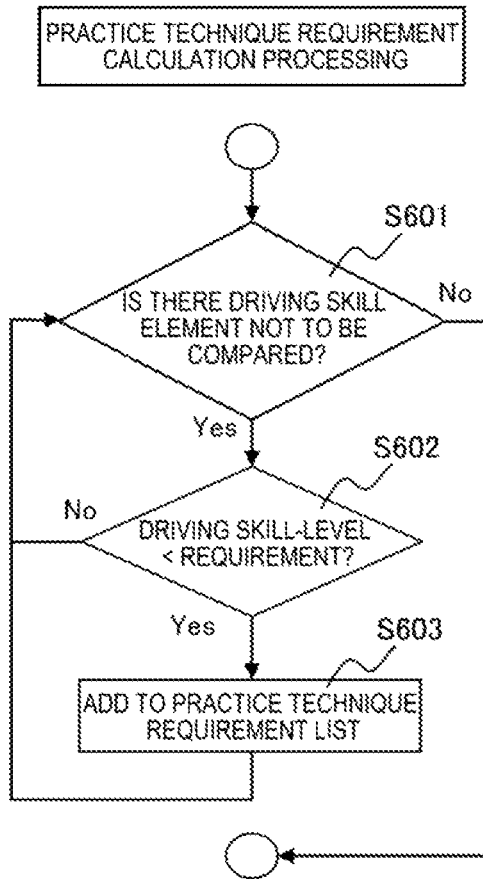 PRACTICE TECHNIQUE REQUIREMENT
CALCULATION PROCESSING
S601
IS THERE DRIVING SKILL
ELEMENT NOT TO BE
COMPARED?
No
Yes
S602
No
DRIVING SKILL-LEVEL
< REQUIREMENT?
Yes
S603
ADD TO PRACTICE TECHNIQUE
REQUIREMENT LIST